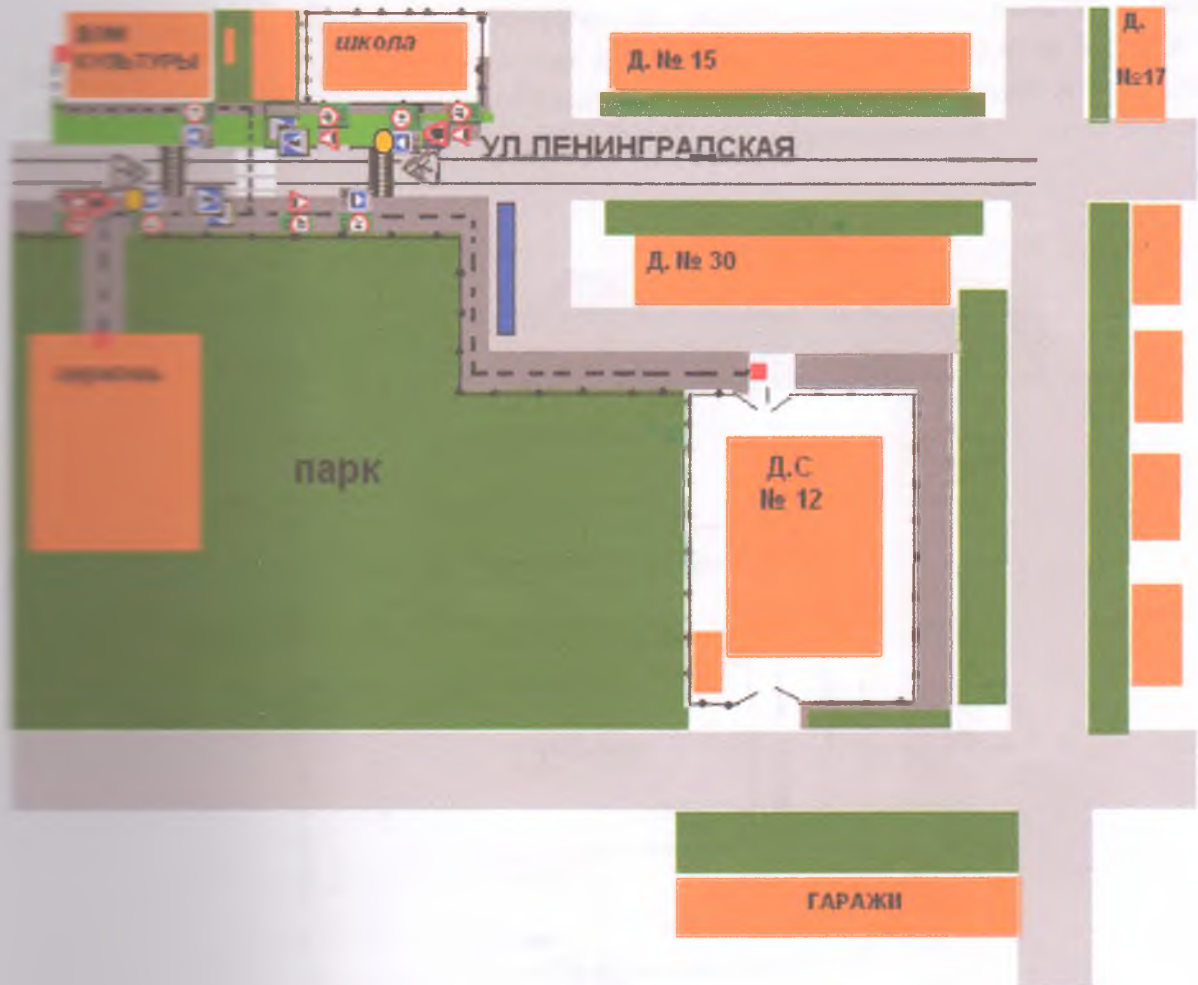 ДОМ
КУЛЬТУРЫ
школа
Д. № 15
Д.
№17
УЛ ЛЕНИНГРАДСКАЯ
Д. № 30
парк
Д.С
№ 12
ГАРАЖИ